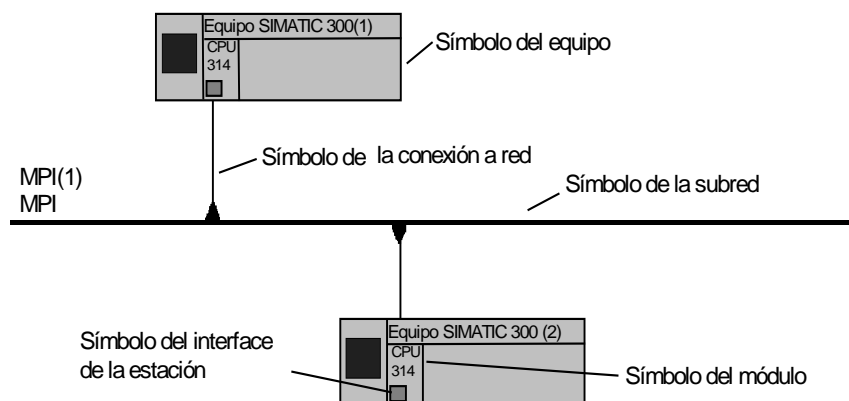 Equipo SIMATIC 300(1)
CPU
314
Símbolo del equipo
Símbolo de la conexión a red
MPI(1)
MPI
Símbolo de la subred
Equipo SIMATIC 300 (2)
CPU
314
Símbolo del interface
de la estación
Símbolo del módulo